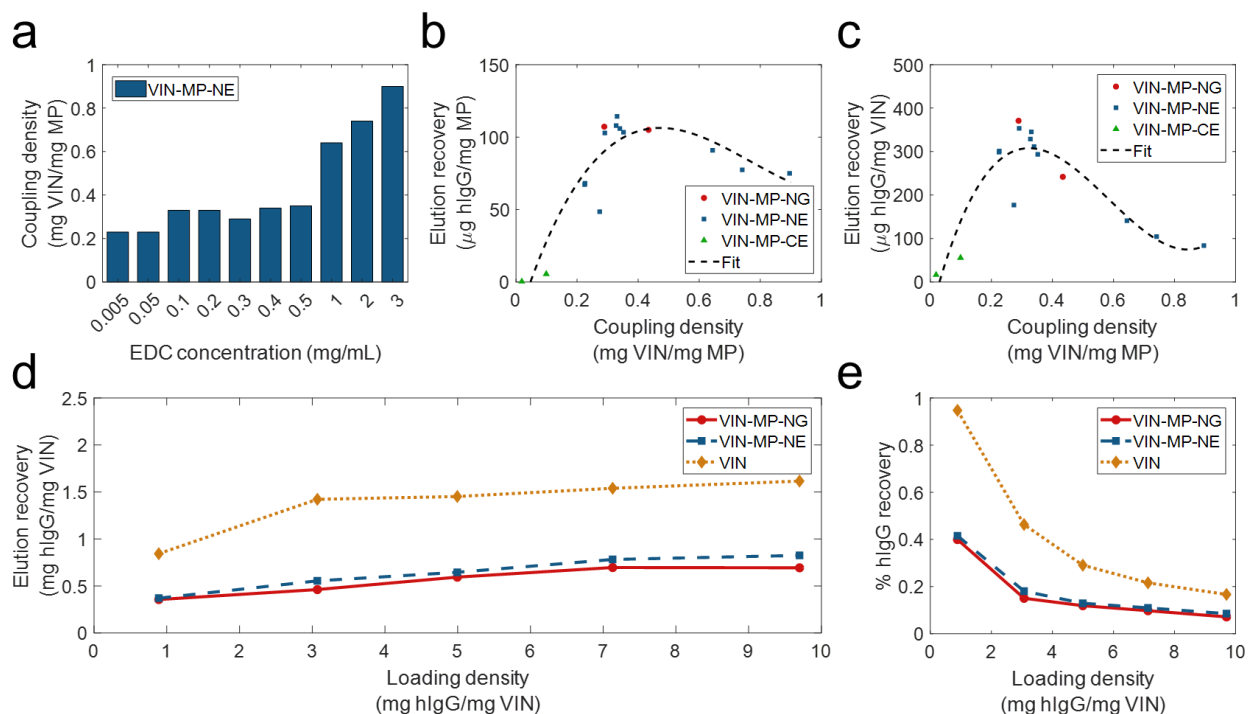 a
1
0.8
0.6
0.4
0.2
0
Coupling density
(mg VIN/mg MP)
VIN-MP-NE
0.005
0.05
0.1
0.2
0.3
0.4
0.5
1
2
3
EDC concentration (mg/mL)
b
150
100
50
0
Elution recovery
(μg hIgG/mg MP)
VIN-MP-NG
VIN-MP-NE
VIN-MP-CE
Fit
0 0.2 0.4 0.6 0.8 1
Coupling density
(mg VIN/mg MP)
c
500
400
300
200
100
0
Elution recovery
(μg hIgG/mg VIN)
VIN-MP-NG
VIN-MP-NE
VIN-MP-CE
Fit
0 0.2 0.4 0.6 0.8 1
Coupling density
(mg VIN/mg MP)
d
2.5
2
1.5
1
0.5
0
Elution recovery
(mg hIgG/mg VIN)
VIN-MP-NG
VIN-MP-NE
VIN
0 1 2 3 4 5 6 7 8 9 10
Loading density
(mg hIgG/mg VIN)
e
1
0.8
0.6
0.4
0.2
0
% hIgG recovery
VIN-MP-NG
VIN-MP-NE
VIN
0 2 4 6 8 10
Loading density
(mg hIgG/mg VIN)